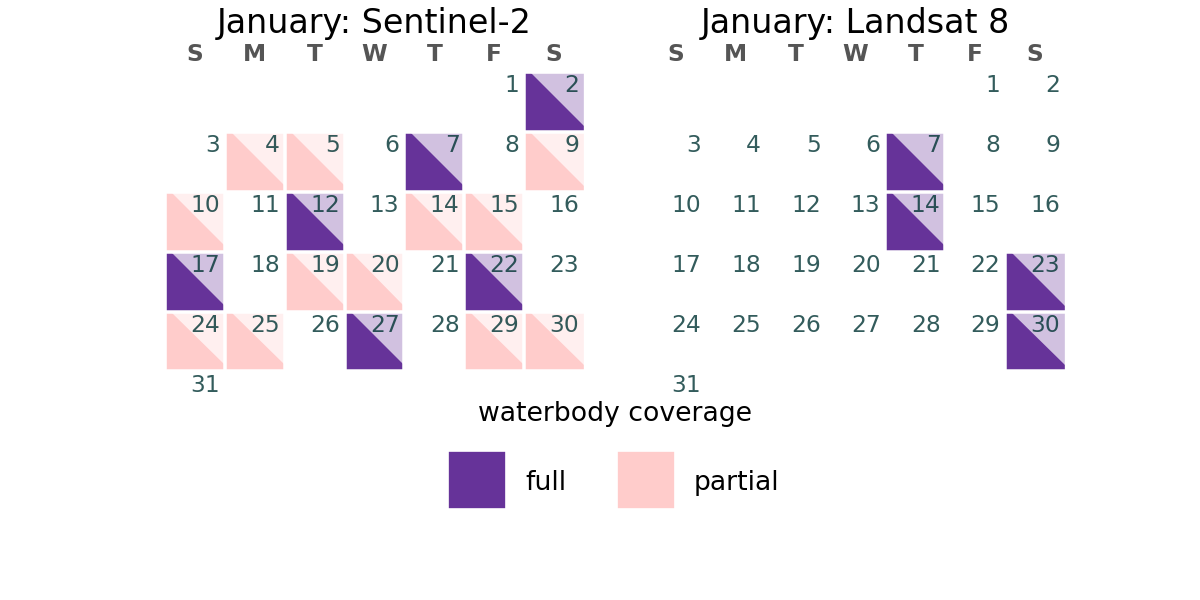 January: Sentinel-2
S M T W T F S
1 2
3 4 5 6 7 8 9
10 11 12 13 14 15 16
17 18 19 20 21 22 23
24 25 26 27 28 29 30
31
January: Landsat 8
S M T W T F S
1 2
3 4 5 6 7 8 9
10 11 12 13 14 15 16
17 18 19 20 21 22 23
24 25 26 27 28 29 30
31
waterbody coverage
full partial